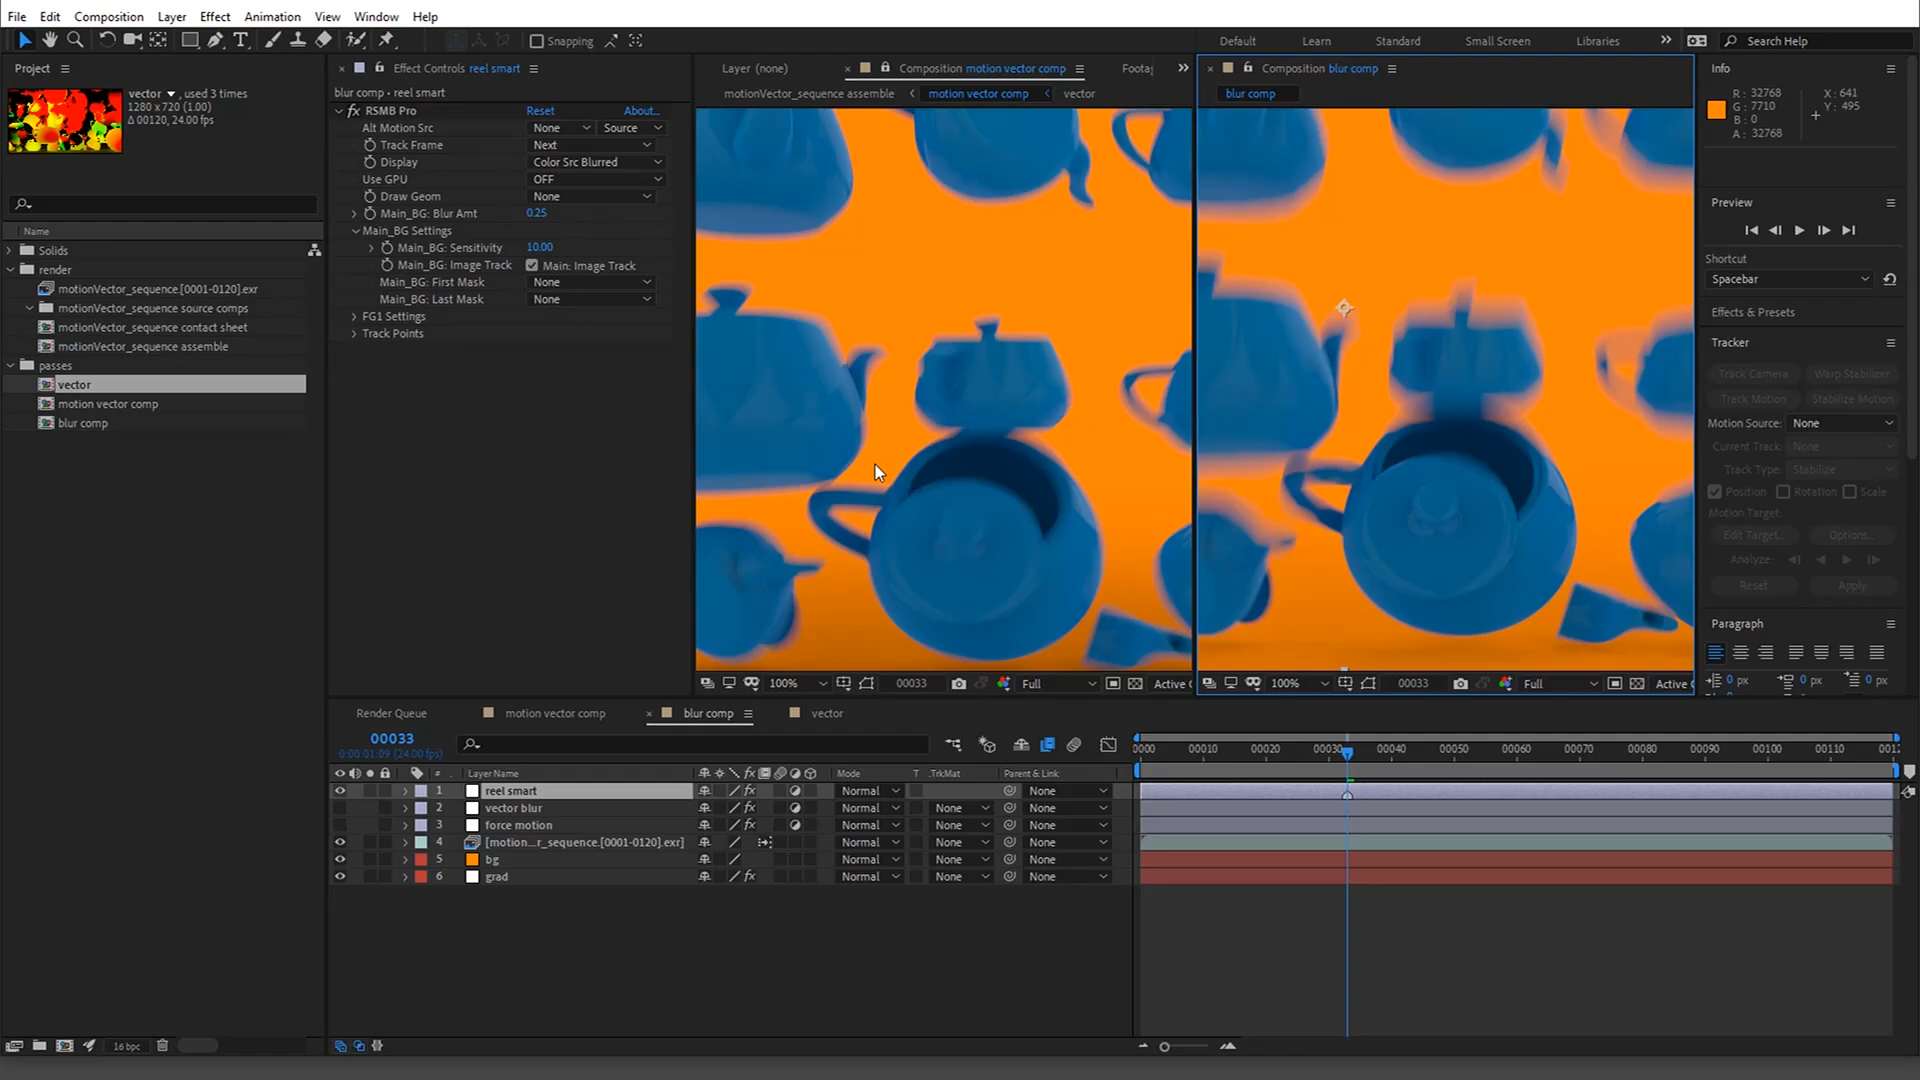 File Edit Composition Layer Effect Animation View Window Help
Snapping Default Learn Standard Small Screen Libraries Search Help
Project
vector , used 3 times
1280 x 720 (1.00)
Δ 00120, 24.00 fps
Name
Solids
render
motionVector_sequence.[0001-0120].exr
motionVector_sequence source comps
motionVector_sequence contact sheet
motionVector_sequence assemble
passes
vector
motion vector comp
blur comp
16 bpc
Effect Controls reel smart
blur comp • reel smart
fx RSMB Pro Reset About...
Alt Motion Src None Source
Track Frame Next
Display Color Src Blurred
Use GPU OFF
Draw Geom None
Main_BG: Blur Amt 0.25
Main_BG Settings
Main_BG: Sensitivity 10.00
Main_BG: Image Track Main: Image Track
Main_BG: First Mask None
Main_BG: Last Mask None
FG1 Settings
Track Points
Layer (none) Composition motion vector comp
motionVector_sequence assemble motion vector comp vector
100% 00033 Full Active
Composition blur comp
blur comp
100% 00033 Full Active
Info
R: 32768 X: 641
G: 7710 Y: 495
B: 0
A: 32768
Preview
Shortcut
Spacebar
Effects & Presets
Tracker
Track Camera Warp Stabilizer
Track Motion Stabilize Motion
Motion Source: None
Current Track: None
Track Type: Stabilize
Position Rotation Scale
Motion Target:
Edit Target... Options...
Analyze:
Reset Apply
Paragraph
0 px 0 px 0 px
Render Queue motion vector comp blur comp vector
00033
0:00:01:09 (24.00 fps)
0000 00010 00020 00030 00040 00050 00060 00070 00080 00090 00100 00110 0012
# Layer Name fx Mode T .TrkMat Parent & Link
1 reel smart fx Normal None
2 vector blur fx Normal None None
3 force motion fx Normal None None
4 [motion...r_sequence.[0001-0120].exr] Normal None None
5 bg Normal None None
6 grad fx Normal None None